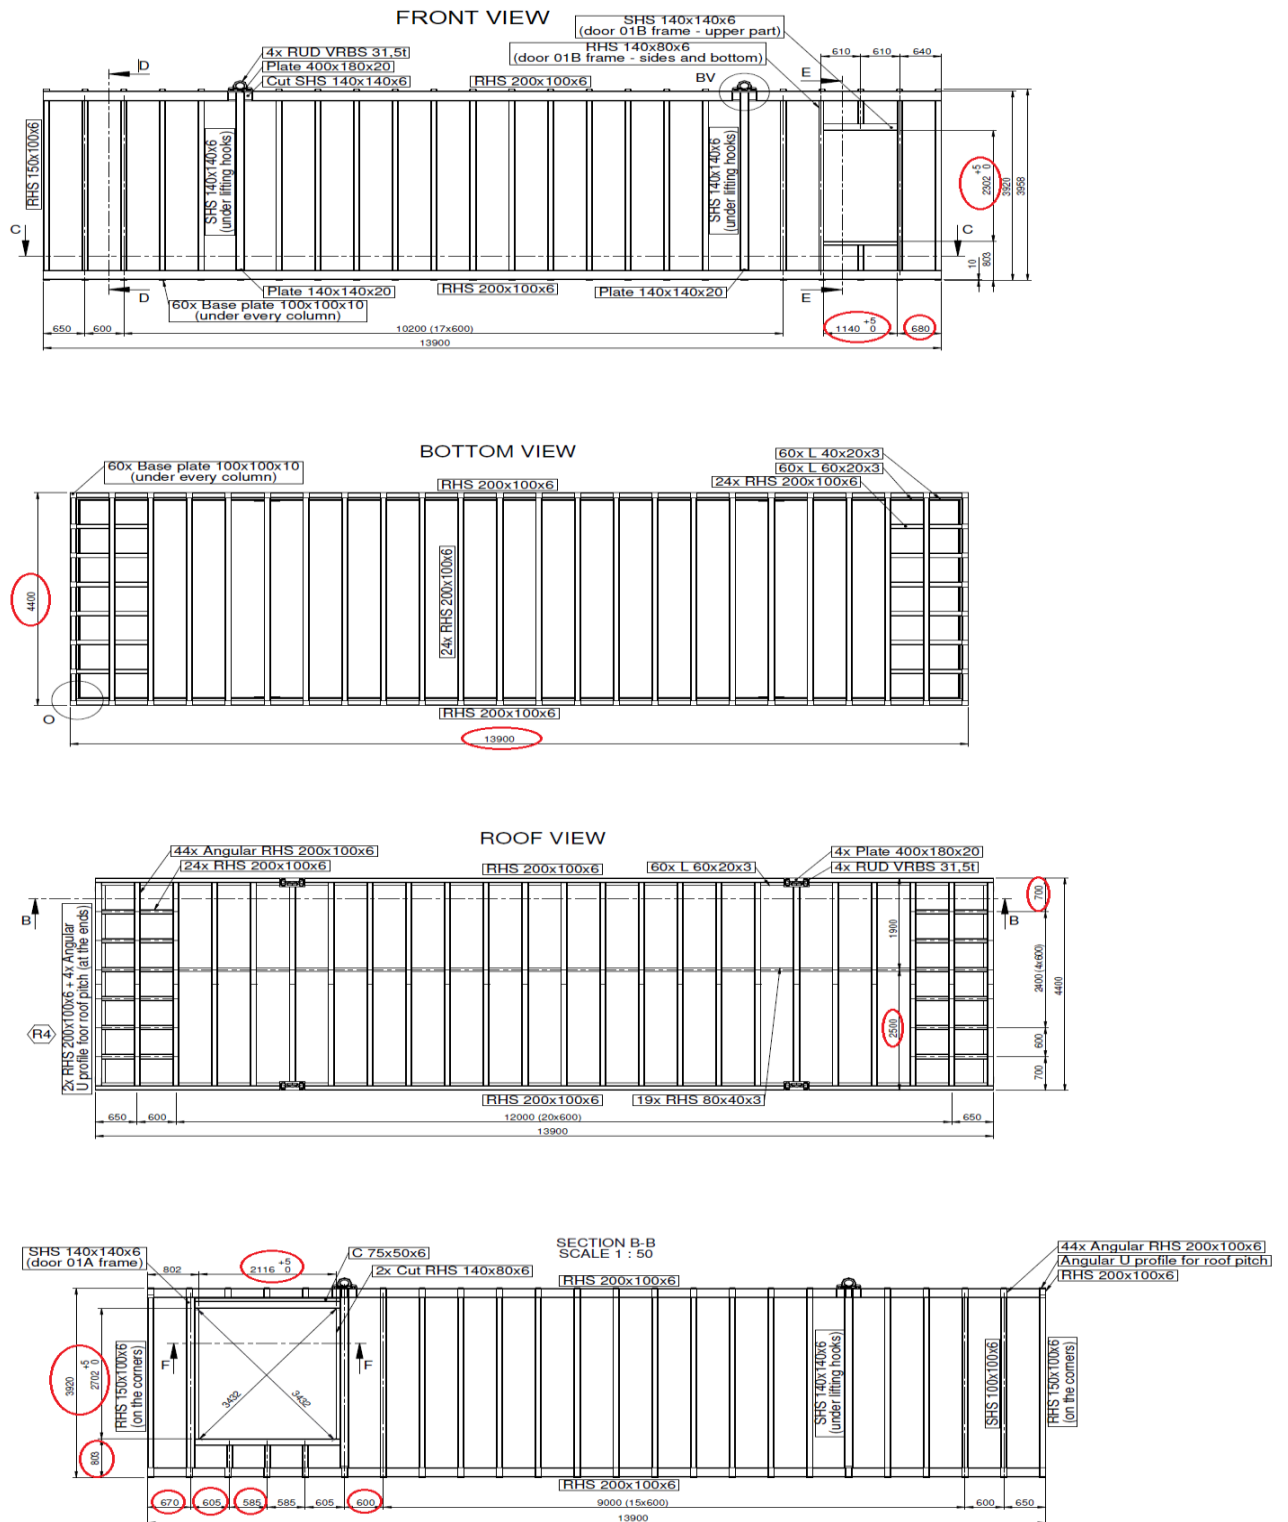 FRONT VIEW
SHS 140x140x6
(door 01B frame - upper part)
RHS 140x80x6
(door 01B frame - sides and bottom)
4x RUD VRBS 31,5t
Plate 400x180x20
Cut SHS 140x140x6
RHS 200x100x6
BV
D
E
610
610
640
RHS 150x100x6
SHS 140x140x6
(under lifting hooks)
SHS 140x140x6
(under lifting hooks)
2302 +5 0
3920
3958
C
C
10
803
D
E
Plate 140x140x20
RHS 200x100x6
Plate 140x140x20
60x Base plate 100x100x10
(under every column)
650
600
10200 (17x600)
1140 +5 0
680
13900
BOTTOM VIEW
60x Base plate 100x100x10
(under every column)
RHS 200x100x6
60x L 40x20x3
60x L 60x20x3
24x RHS 200x100x6
4400
24x RHS 200x100x6
O
RHS 200x100x6
13900
ROOF VIEW
44x Angular RHS 200x100x6
24x RHS 200x100x6
RHS 200x100x6
60x L 60x20x3
4x Plate 400x180x20
4x RUD VRBS 31,5t
B
B
700
1900
2400 (4x600)
4400
2x RHS 200x100x6 + 4x Angular
U profile foor roof pitch (at the ends)
R4
2500
600
700
RHS 200x100x6
19x RHS 80x40x3
650
600
12000 (20x600)
650
13900
SECTION B-B
SCALE 1 : 50
SHS 140x140x6
(door 01A frame)
802
2116 +5 0
C 75x50x6
2x Cut RHS 140x80x6
RHS 200x100x6
44x Angular RHS 200x100x6
Angular U profile for roof pitch
RHS 200x100x6
3920
2702 +5 0
RHS 150x100x6
(on the corners)
F
F
3432
3432
SHS 140x140x6
(under lifting hooks)
SHS 100x100x6
RHS 150x100x6
(on the corners)
803
RHS 200x100x6
670
605
585
585
605
600
9000 (15x600)
600
650
13900